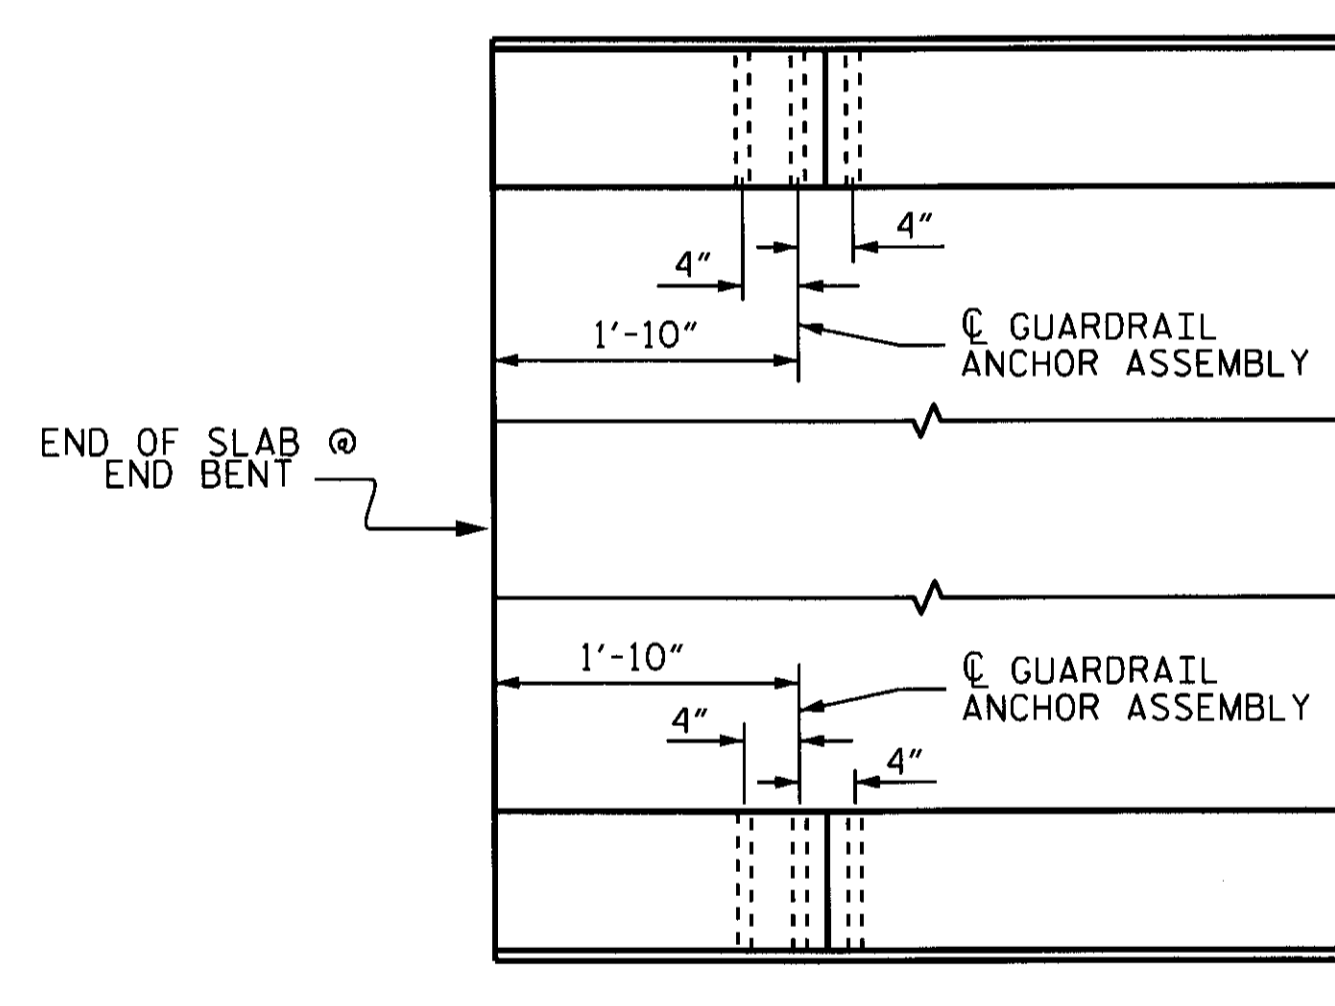 4″
4″
1′-10″
℄ GUARDRAIL
ANCHOR ASSEMBLY
END OF SLAB @
END BENT
1′-10″
℄ GUARDRAIL
ANCHOR ASSEMBLY
4″
4″